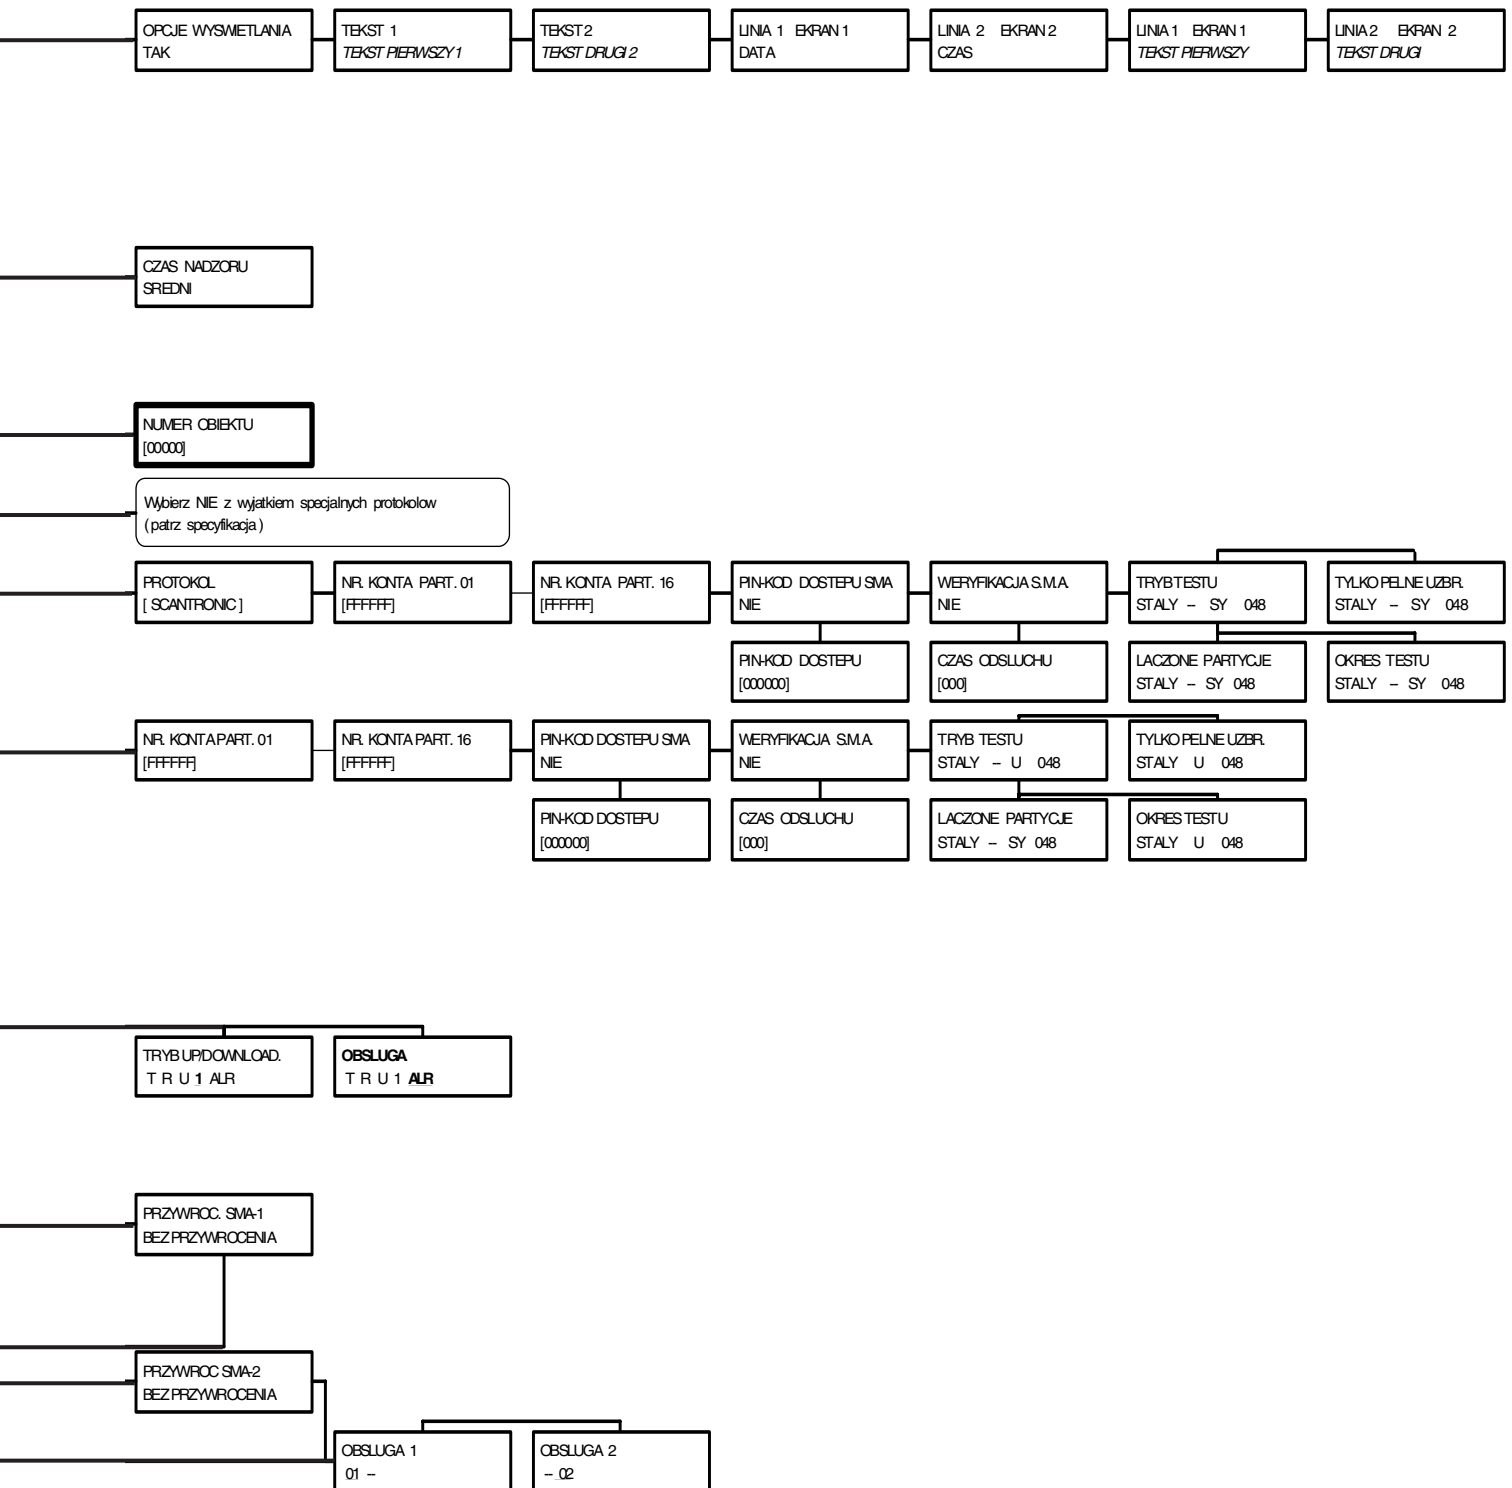 OPCJE WYSWIETLANIA
TAK
TEKST 1
TEKST PIERWSZY 1
TEKST 2
TEKST DRUGI 2
LINIA 1 EKRAN 1
DATA
LINIA 2 EKRAN 2
CZAS
LINIA 1 EKRAN 1
TEKST PIERWSZY
LINIA 2 EKRAN 2
TEKST DRUGI
CZAS NADZORU
SREDNI
NUMER OBIEKTU
[00000]
Wybierz NIE z wyjatkiem specjalnych protokolow
(patrz specyfikacja)
PROTOKOL
[ SCANTRONIC ]
NR. KONTA PART. 01
[FFFFFF]
NR. KONTA PART. 16
[FFFFFF]
PIN-KOD DOSTEPU SMA
NIE
WERYFIKACJA S.M.A.
NIE
TRYB TESTU
STALY -- SY 048
TYLKO PELNE UZBR.
STALY -- SY 048
PIN-KOD DOSTEPU
[000000]
CZAS ODSLUCHU
[000]
LACZONE PARTYCJE
STALY -- SY 048
OKRES TESTU
STALY -- SY 048
NR. KONTA PART. 01
[FFFFFF]
NR. KONTA PART. 16
[FFFFFF]
PIN-KOD DOSTEPU SMA
NIE
WERYFIKACJA S.M.A.
NIE
TRYB TESTU
STALY -- U 048
TYLKO PELNE UZBR.
STALY U 048
PIN-KOD DOSTEPU
[000000]
CZAS ODSLUCHU
[000]
LACZONE PARTYCJE
STALY -- SY 048
OKRES TESTU
STALY U 048
TRYB UP/DOWNLOAD.
T R U 1 ALR
OBSLUGA
T R U 1 ALR
PRZYWROC. SMA-1
BEZ PRZYWROCENIA
PRZYWROC SMA-2
BEZ PRZYWROCENIA
OBSLUGA 1
01 --
OBSLUGA 2
-- 02